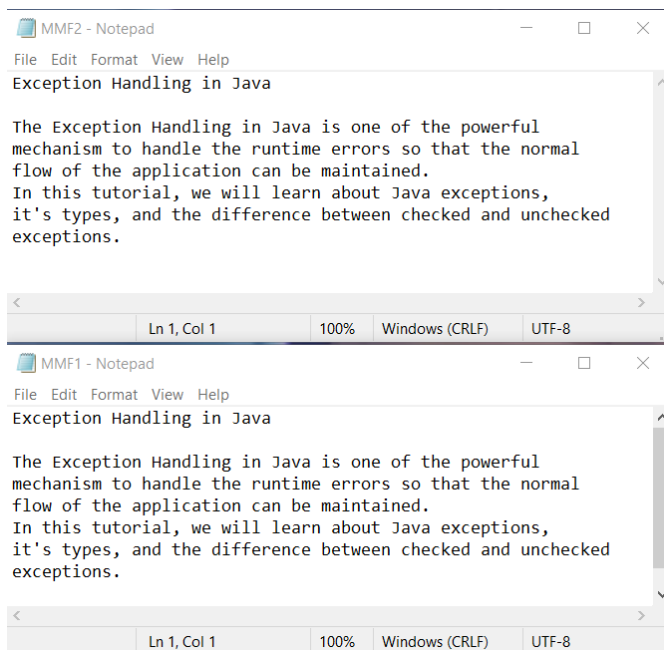 MMF2 - Notepad
File Edit Format View Help
Exception Handling in Java
The Exception Handling in Java is one of the powerful
mechanism to handle the runtime errors so that the normal
flow of the application can be maintained.
In this tutorial, we will learn about Java exceptions,
it's types, and the difference between checked and unchecked
exceptions.
Ln 1, Col 1 100% Windows (CRLF) UTF-8
MMF1 - Notepad
File Edit Format View Help
Exception Handling in Java
The Exception Handling in Java is one of the powerful
mechanism to handle the runtime errors so that the normal
flow of the application can be maintained.
In this tutorial, we will learn about Java exceptions,
it's types, and the difference between checked and unchecked
exceptions.
Ln 1, Col 1 100% Windows (CRLF) UTF-8